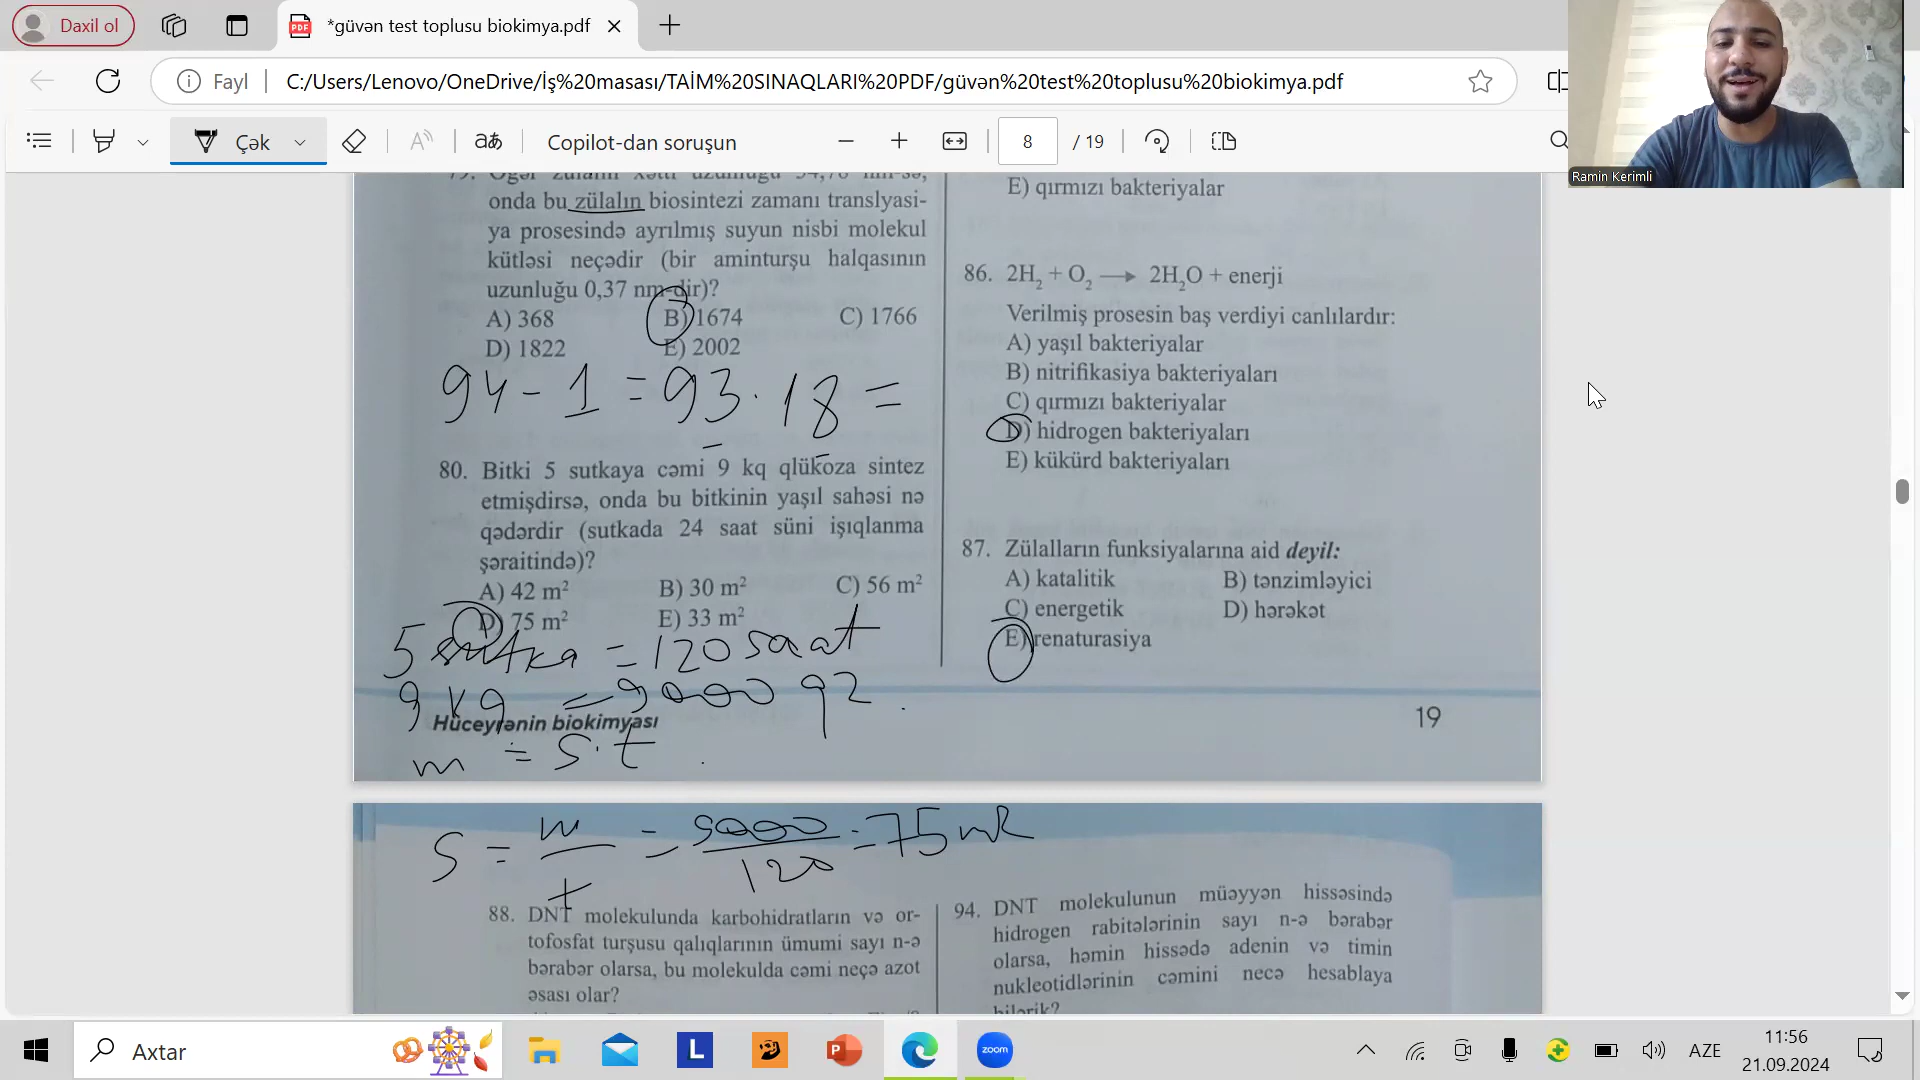 Daxil ol
*güvən test toplusu biokimya.pdf
Fayl
C:/Users/Lenovo/OneDrive/İş%20masası/TAİM%20SINAQLARI%20PDF/güvən%20test%20toplusu%20biokimya.pdf
Çək
aあ
Copilot-dan soruşun
8 / 19
Ramin Kerimli
onda bu zülalın biosintezi zamanı translyasi-
ya prosesində ayrılmış suyun nisbi molekul
kütləsi neçədir (bir aminturşu halqasının
uzunluğu 0,37 nm-dir)?
A) 368 B) 1674 C) 1766
D) 1822 E) 2002
94 - 1 = 93 · 18 =
80. Bitki 5 sutkaya cəmi 9 kq qlükoza sintez
etmişdirsə, onda bu bitkinin yaşıl sahəsi nə
qədərdir (sutkada 24 saat süni işıqlanma
şəraitində)?
A) 42 m² B) 30 m² C) 56 m²
D) 75 m² E) 33 m²
5 sutka = 120 saat
9 kq = 9000 qr
Hüceyrənin biokimyası
m = S · t
E) qırmızı bakteriyalar
86. 2H₂ + O₂ → 2H₂O + enerji
Verilmiş prosesin baş verdiyi canlılardır:
A) yaşıl bakteriyalar
B) nitrifikasiya bakteriyaları
C) qırmızı bakteriyalar
D) hidrogen bakteriyaları
E) kükürd bakteriyaları
87. Zülalların funksiyalarına aid deyil:
A) katalitik B) tənzimləyici
C) energetik D) hərəkət
E) renaturasiya
19
S = m/t = 9000/120 = 75 m2
88. DNT molekulunda karbohidratların və or-
tofosfat turşusu qalıqlarının ümumi sayı n-ə
bərabər olarsa, bu molekulda cəmi neçə azot
əsası olar?
94. DNT molekulunun müəyyən hissəsində
hidrogen rabitələrinin sayı n-ə bərabər
olarsa, həmin hissədə adenin və timin
nukleotidlərinin cəmini necə hesablaya
bilərik?
Axtar
L
P
zoom
AZE
11:56
21.09.2024